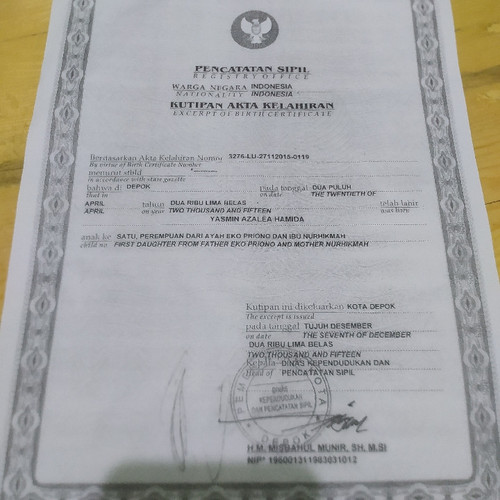 PENCATATAN SIPIL
REGISTRY OFFICE
WARGA NEGARA INDONESIA
NATIONALITY INDONESIA
KUTIPAN AKTA KELAHIRAN
EXCERPT OF BIRTH CERTIFICATE
Berdasarkan Akta Kelahiran Nomor 3276-LU-27112015-0119
By virtue of Birth Certificate Number
menurut stbld
in accordance with state gazette
bahwa di DEPOK pada tanggal DUA PULUH
that in on date THE TWENTIETH OF
APRIL tahun DUA RIBU LIMA BELAS telah lahir
APRIL on year TWO THOUSAND AND FIFTEEN was born
YASMIN AZALEA HAMIDA
anak ke SATU, PEREMPUAN DARI AYAH EKO PRIONO DAN IBU NURHIKMAH
child no FIRST DAUGHTER FROM FATHER EKO PRIONO AND MOTHER NURHIKMAH
Kutipan ini dikeluarkan KOTA DEPOK
The excerpt is issued
pada tanggal TUJUH DESEMBER
on date THE SEVENTH OF DECEMBER
DUA RIBU LIMA BELAS
TWO THOUSAND AND FIFTEEN
Kepala DINAS KEPENDUDUKAN DAN
Head of PENCATATAN SIPIL
DINAS
KEPENDUDUKAN
DAN PENCATATAN SIPIL
DEPOK
H.M. MISBAHUL MUNIR, SH, M.SI
NIP* 196001311983031012